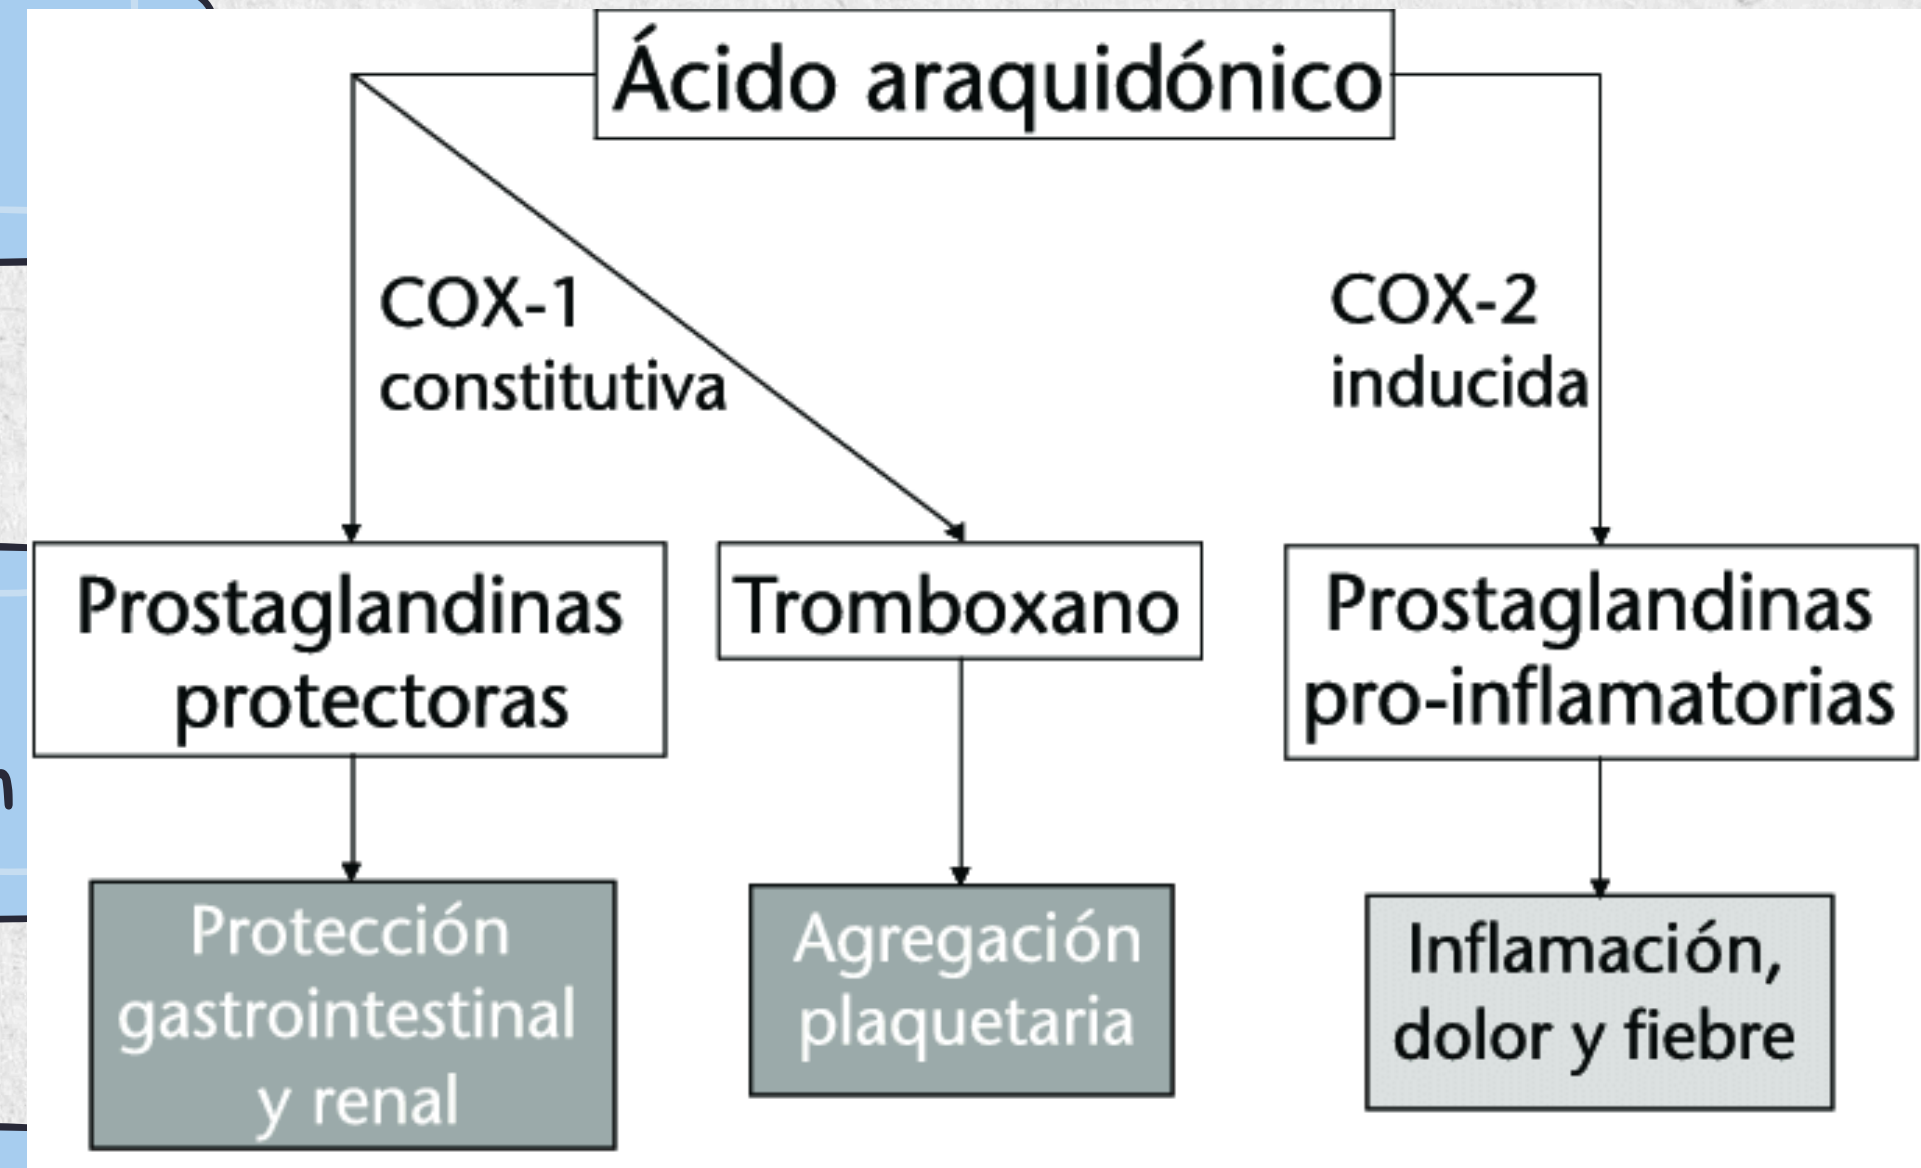 Ácido araquidónico
COX-1
constitutiva
COX-2
inducida
Prostaglandinas
protectoras
Tromboxano
Prostaglandinas
pro-inflamatorias
Protección
gastrointestinal
y renal
Agregación
plaquetaria
Inflamación,
dolor y fiebre